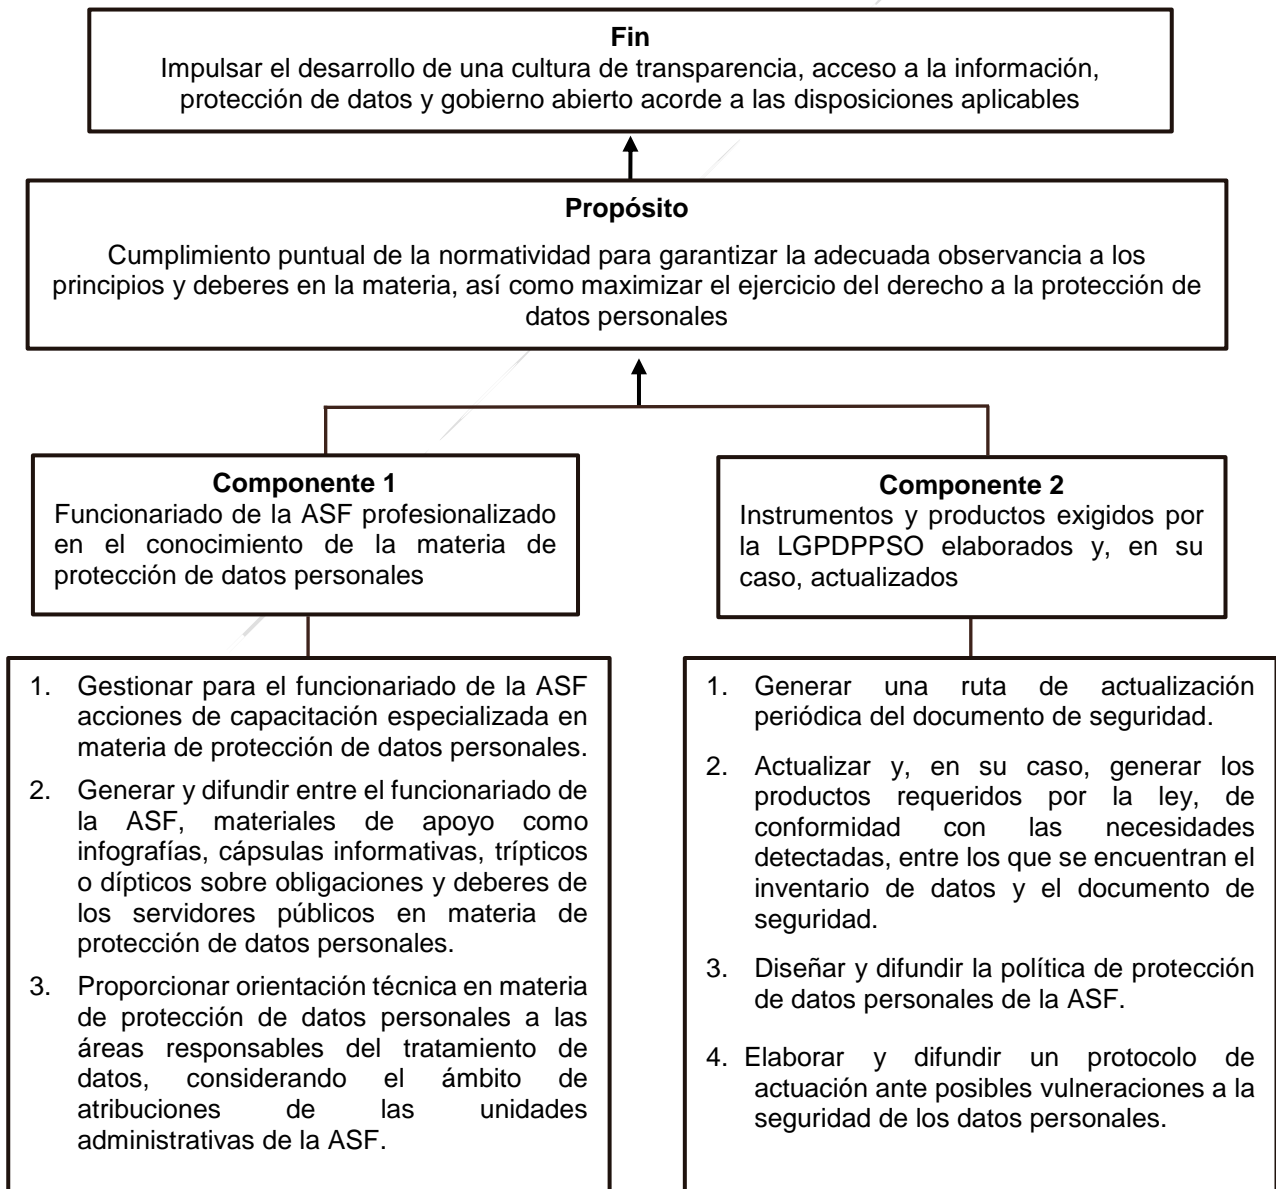 Fin
Impulsar el desarrollo de una cultura de transparencia, acceso a la información,
protección de datos y gobierno abierto acorde a las disposiciones aplicables
Propósito
Cumplimiento puntual de la normatividad para garantizar la adecuada observancia a los
principios y deberes en la materia, así como maximizar el ejercicio del derecho a la protección de
datos personales
Componente 1
Funcionariado de la ASF profesionalizado
en el conocimiento de la materia de
protección de datos personales
Componente 2
Instrumentos y productos exigidos por
la LGPDPPSO elaborados y, en su
caso, actualizados
1. Gestionar para el funcionariado de la ASF
acciones de capacitación especializada en
materia de protección de datos personales.
2. Generar y difundir entre el funcionariado de
la ASF, materiales de apoyo como
infografías, cápsulas informativas, trípticos
o dípticos sobre obligaciones y deberes de
los servidores públicos en materia de
protección de datos personales.
3. Proporcionar orientación técnica en materia
de protección de datos personales a las
áreas responsables del tratamiento de
datos, considerando el ámbito de
atribuciones de las unidades
administrativas de la ASF.
1. Generar una ruta de actualización
periódica del documento de seguridad.
2. Actualizar y, en su caso, generar los
productos requeridos por la ley, de
conformidad con las necesidades
detectadas, entre los que se encuentran el
inventario de datos y el documento de
seguridad.
3. Diseñar y difundir la política de protección
de datos personales de la ASF.
4. Elaborar y difundir un protocolo de
actuación ante posibles vulneraciones a la
seguridad de los datos personales.